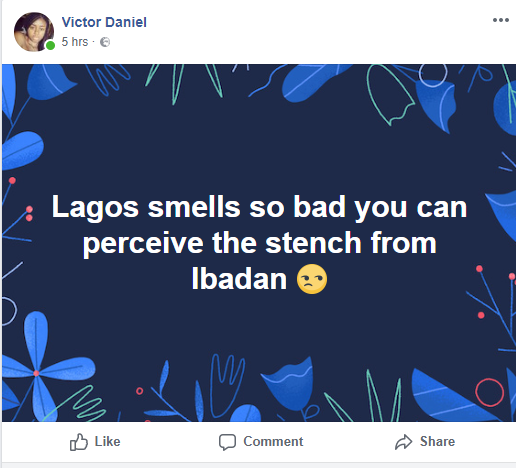 Victor Daniel
5 hrs ·
Lagos smells so bad you can
perceive the stench from
Ibadan 😒
Like
Comment
Share